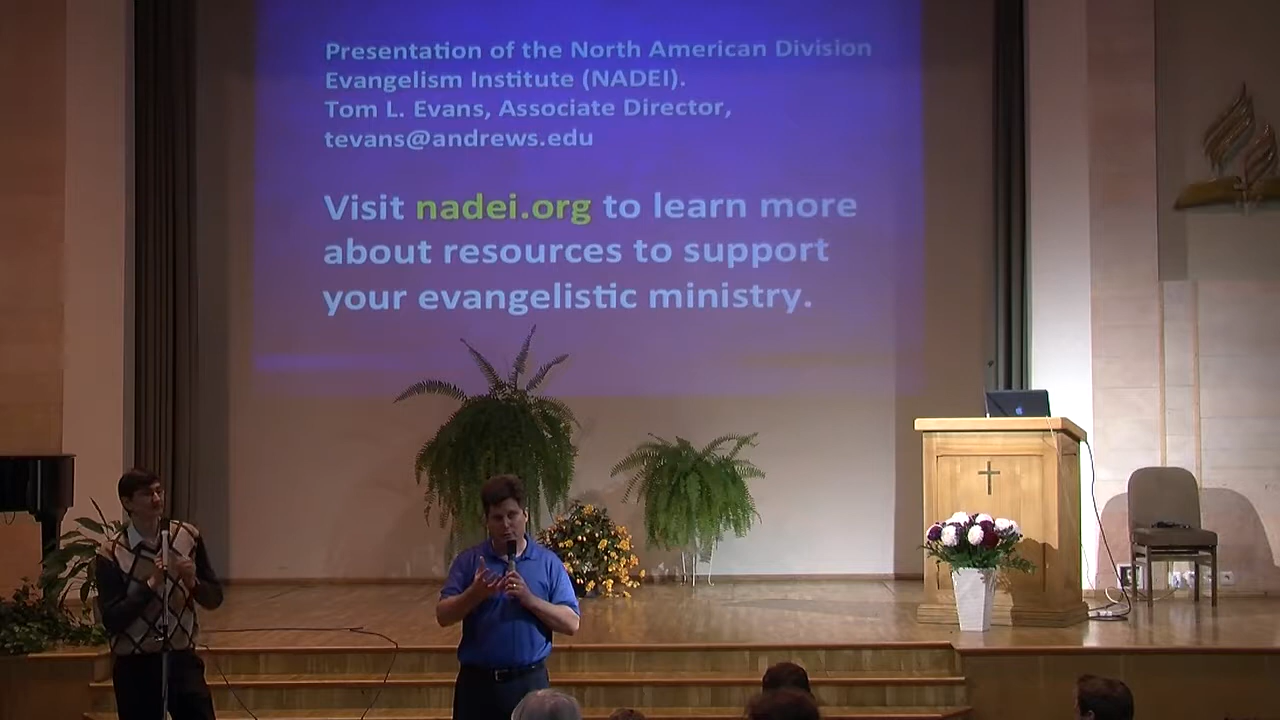 Presentation of the North American Division
Evangelism Institute (NADEI).
Tom L. Evans, Associate Director,
tevans@andrews.edu
Visit nadei.org to learn more
about resources to support
your evangelistic ministry.